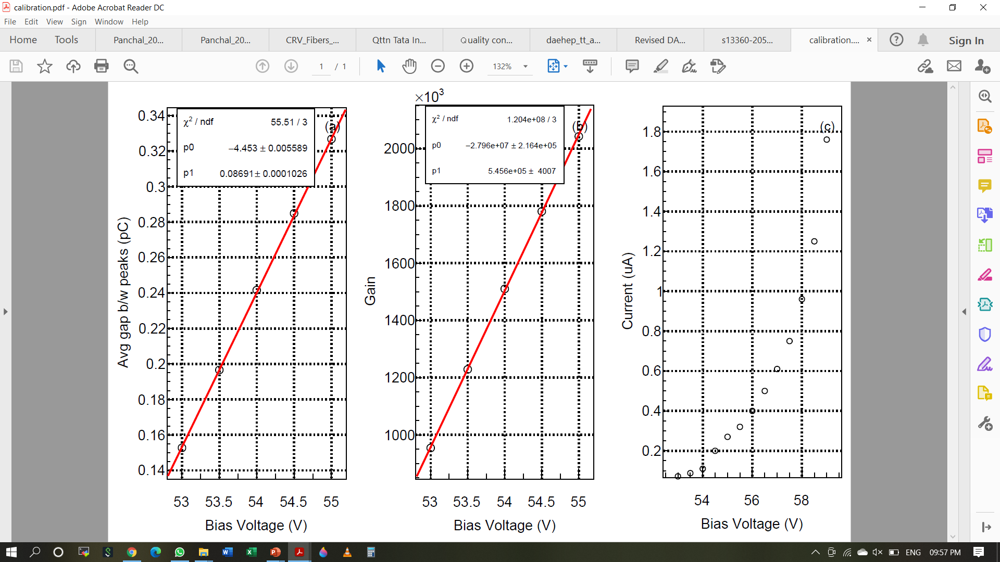 calibration.pdf - Adobe Acrobat Reader DC
File Edit View Sign Window Help
Home Tools Panchal_20... Panchal_20... CRV_Fibers_... Qttn Tata In... Quality con... daehep_tt_a... Revised DA... s13360-205... calibration.... × Sign In
1 / 1 132%
0.34
0.32
0.3
0.28
0.26
0.24
0.22
0.2
0.18
0.16
0.14
Avg gap b/w peaks (pC)
χ² / ndf 55.51 / 3
p0 −4.453 ± 0.005589
p1 0.08691± 0.0001026
(a)
53 53.5 54 54.5 55
Bias Voltage (V)
×10³
2000
1800
1600
1400
1200
1000
Gain
χ² / ndf 1.204e+08 / 3
p0 −2.796e+07 ± 2.164e+05
p1 5.456e+05 ± 4007
(b)
53 53.5 54 54.5 55
Bias Voltage (V)
1.8
1.6
1.4
1.2
1
0.8
0.6
0.4
0.2
Current (uA)
(c)
54 56 58
Bias Voltage (V)
ENG 09:57 PM